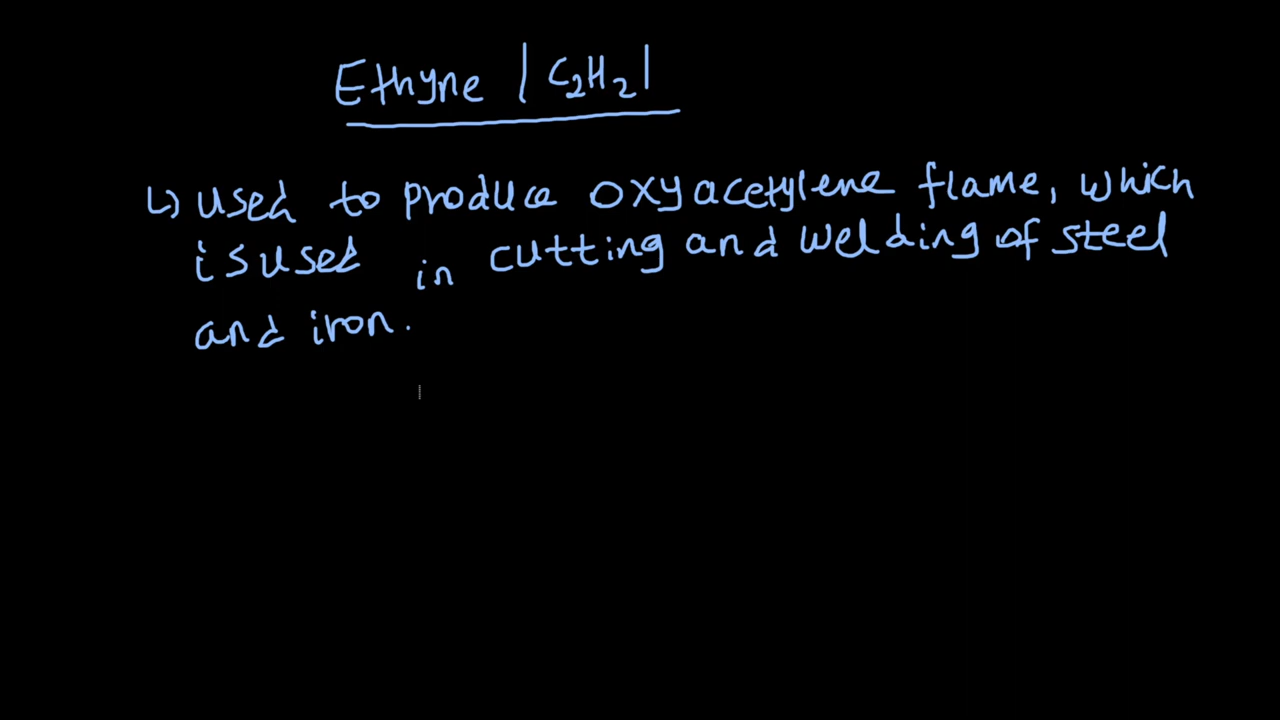 Ethyne | C₂H₂ |
↳ used to produce oxyacetylene flame, which
is used in cutting and welding of steel
and iron.